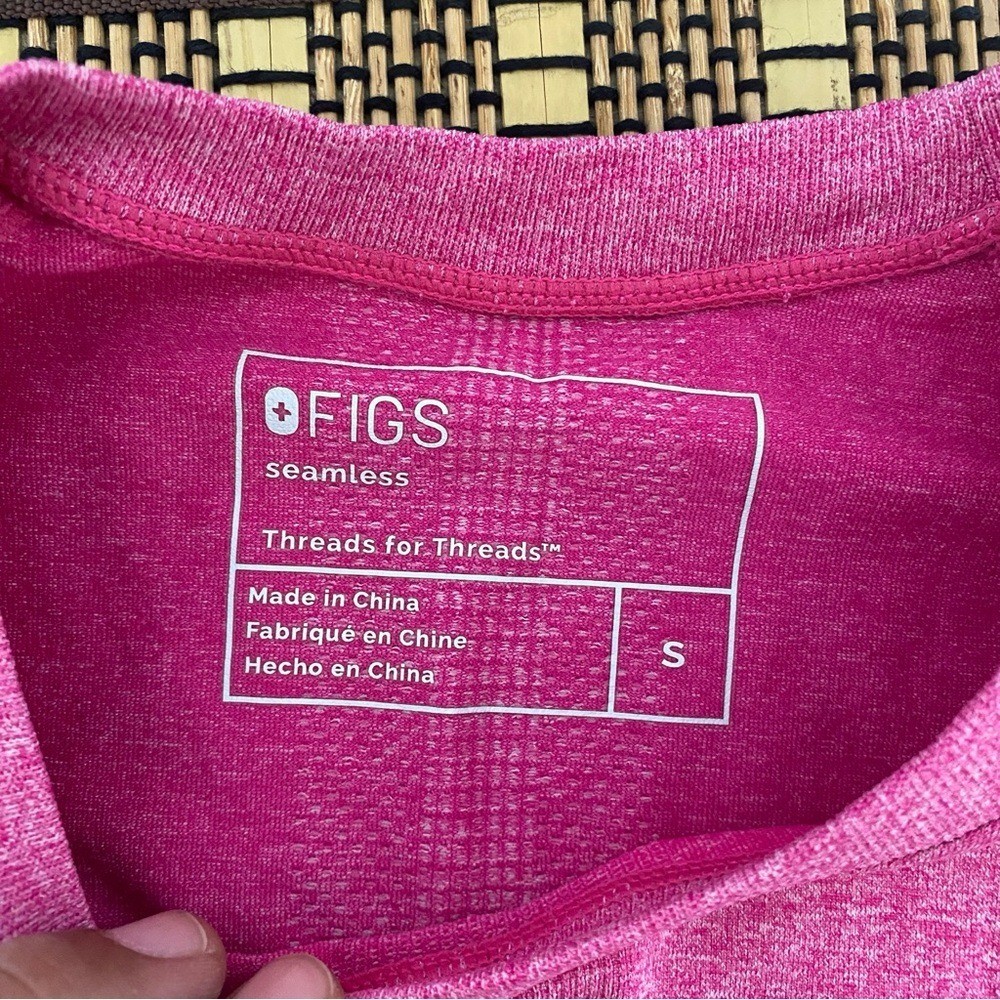 FIGS
seamless
Threads for Threads™
Made in China
Fabriqué en Chine
Hecho en China
S